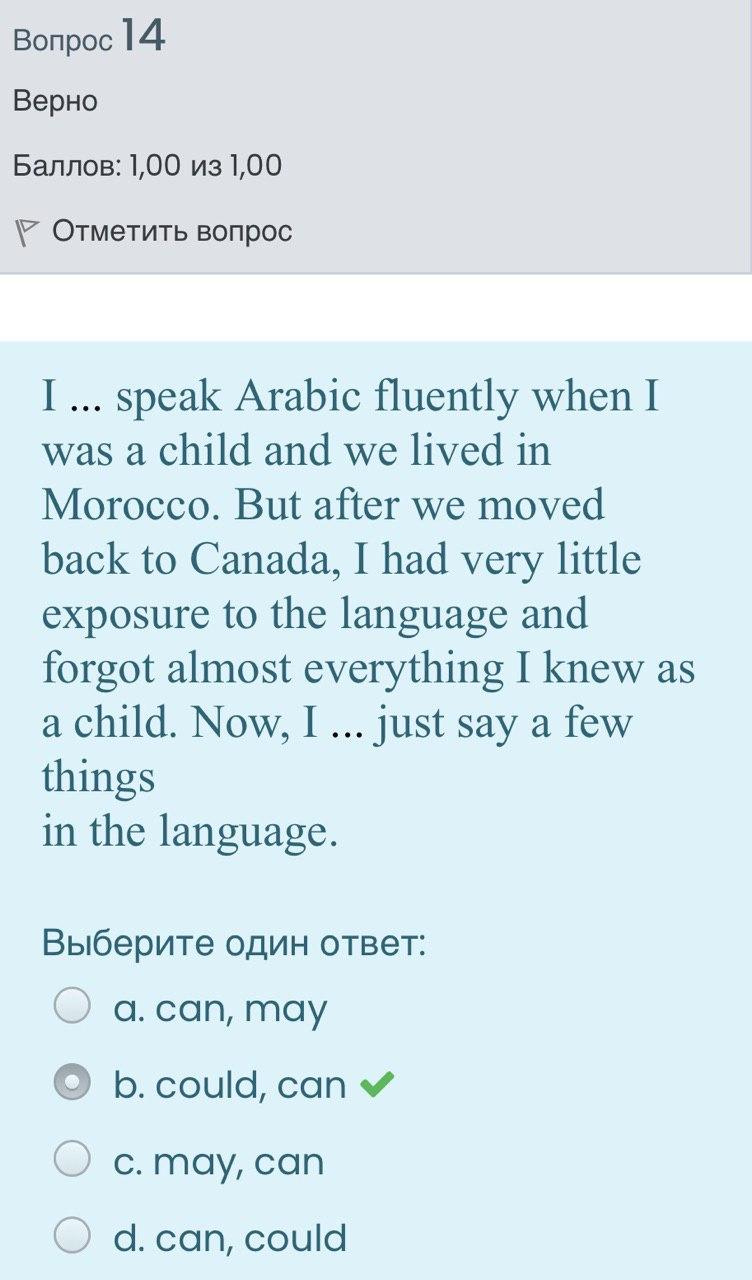 Вопрос 14
Верно
Баллов: 1,00 из 1,00
Отметить вопрос
I ... speak Arabic fluently when I
was a child and we lived in
Morocco. But after we moved
back to Canada, I had very little
exposure to the language and
forgot almost everything I knew as
a child. Now, I ... just say a few
things
in the language.
Выберите один ответ:
a. can, may
b. could, can
c. may, can
d. can, could